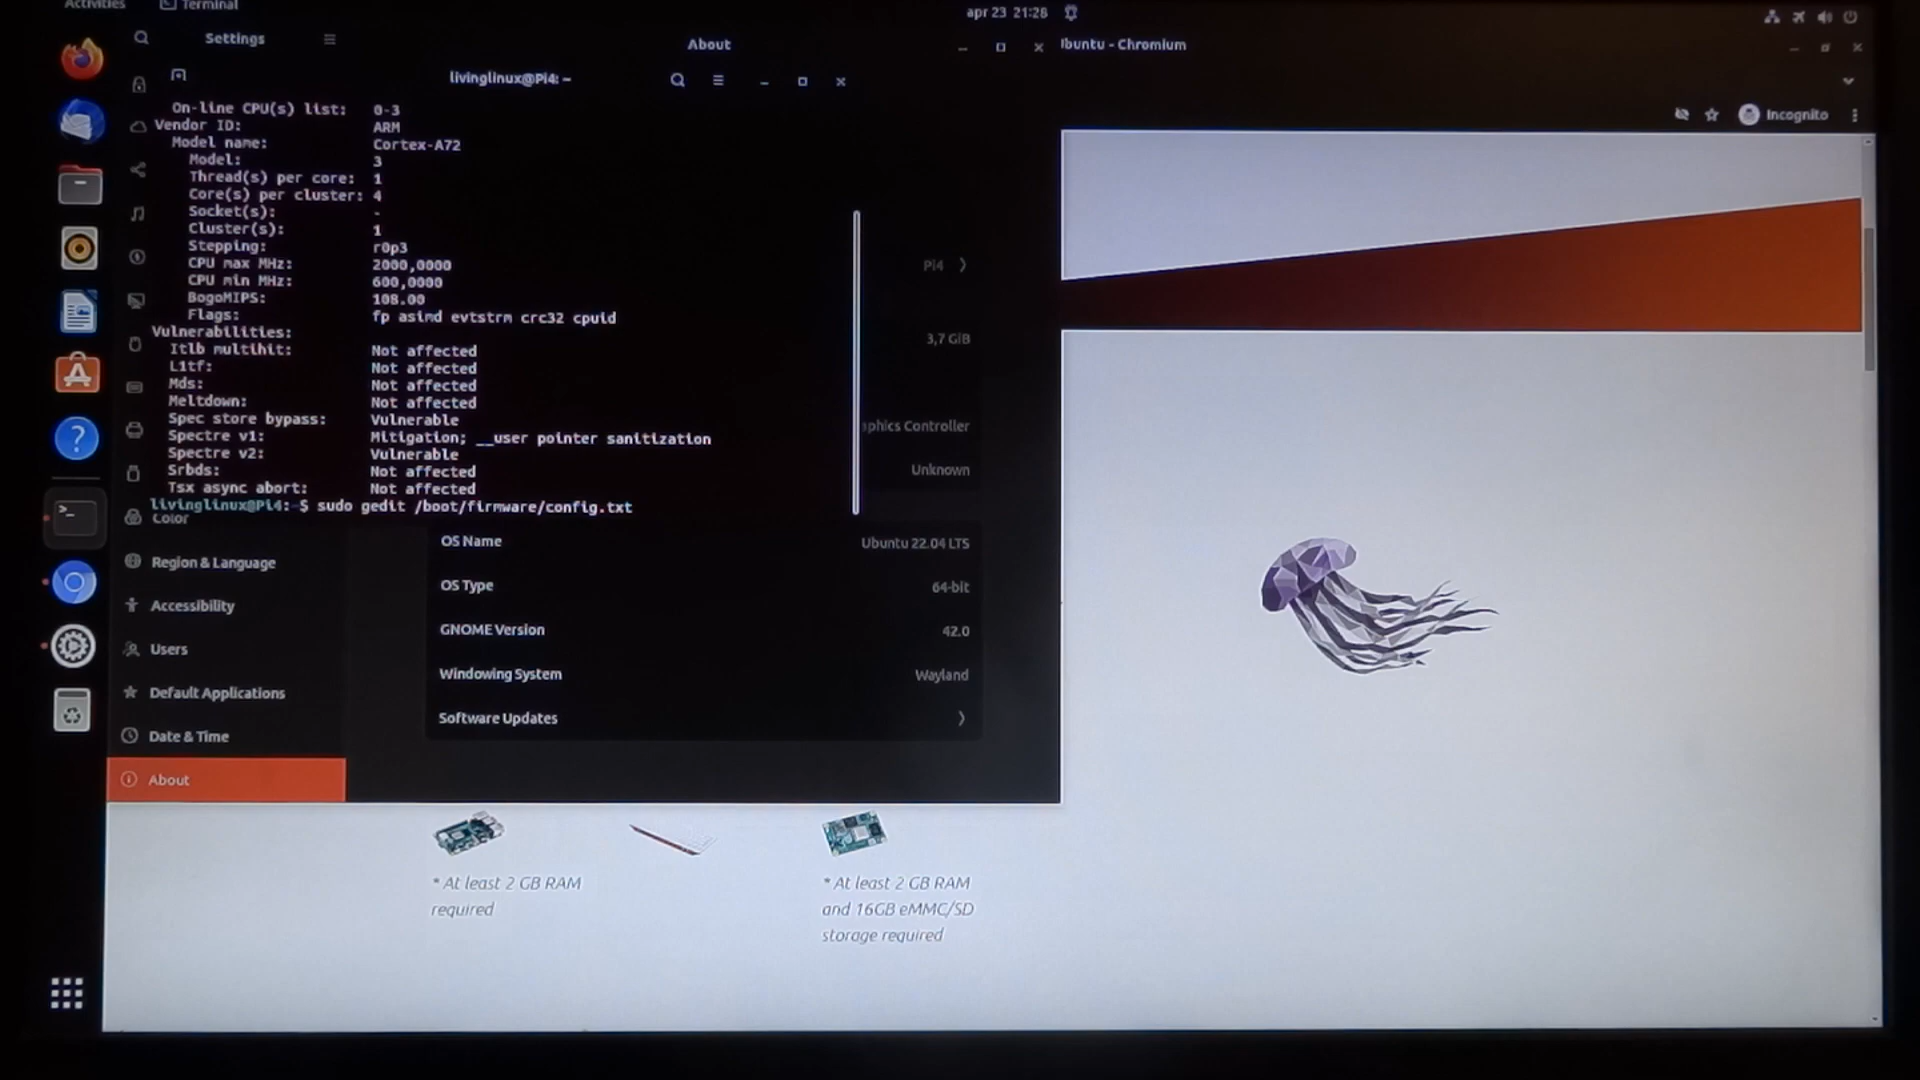 Activities
Terminal
apr 23 21:28
Settings
About
Ubuntu - Chromium
livinglinux@Pi4: ~
Incognito
On-line CPU(s) list: 0-3
Vendor ID: ARM
Model name: Cortex-A72
Model: 3
Thread(s) per core: 1
Core(s) per cluster: 4
Socket(s): -
Cluster(s): 1
Stepping: r0p3
CPU max MHz: 2000,0000
CPU min MHz: 600,0000
BogoMIPS: 108.00
Flags: fp asimd evtstrm crc32 cpuid
Vulnerabilities:
Itlb multihit: Not affected
L1tf: Not affected
Mds: Not affected
Meltdown: Not affected
Spec store bypass: Vulnerable
Spectre v1: Mitigation; __user pointer sanitization
Spectre v2: Vulnerable
Srbds: Not affected
Tsx async abort: Not affected
livinglinux@Pi4:~$ sudo gedit /boot/firmware/config.txt
Pi4
3,7 GiB
aphics Controller
Unknown
Color
Region & Language
Accessibility
Users
Default Applications
Date & Time
About
OS Name Ubuntu 22.04 LTS
OS Type 64-bit
GNOME Version 42.0
Windowing System Wayland
Software Updates
* At least 2 GB RAM
required
* At least 2 GB RAM
and 16GB eMMC/SD
storage required